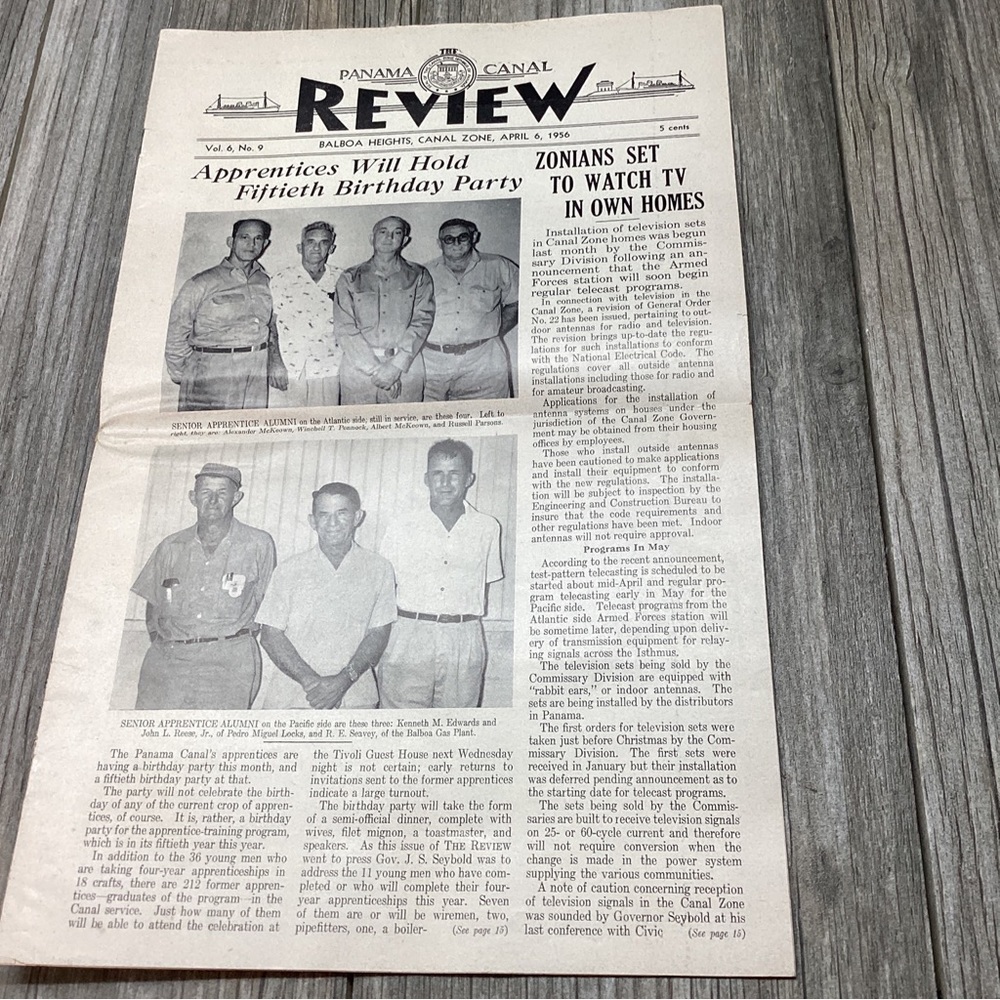 THE
PANAMA CANAL
REVIEW
Vol. 6, No. 9
BALBOA HEIGHTS, CANAL ZONE, APRIL 6, 1956
5 cents
Apprentices Will Hold
Fiftieth Birthday Party
SENIOR APPRENTICE ALUMNI on the Atlantic side, still in service, are these four. Left to
right, they are: Alexander McKeown, Winchell T. Pennock, Albert McKeown, and Russell Parsons.
SENIOR APPRENTICE ALUMNI on the Pacific side are these three: Kenneth M. Edwards and
John L. Reese, Jr., of Pedro Miguel Locks, and R. E. Seavey, of the Balboa Gas Plant.
The Panama Canal's apprentices are
having a birthday party this month, and
a fiftieth birthday party at that.
The party will not celebrate the birth-
day of any of the current crop of appren-
tices, of course. It is, rather, a birthday
party for the apprentice-training program,
which is in its fiftieth year this year.
In addition to the 36 young men who
are taking four-year apprenticeships in
18 crafts, there are 212 former appren-
tices—graduates of the program—in the
Canal service. Just how many of them
will be able to attend the celebration at
the Tivoli Guest House next Wednesday
night is not certain; early returns to
invitations sent to the former apprentices
indicate a large turnout.
The birthday party will take the form
of a semi-official dinner, complete with
wives, filet mignon, a toastmaster, and
speakers. As this issue of THE REVIEW
went to press Gov. J. S. Seybold was to
address the 11 young men who have com-
pleted or who will complete their four-
year apprenticeships this year. Seven
of them are or will be wiremen, two,
pipefitters, one, a boiler- (See page 15)
ZONIANS SET
TO WATCH TV
IN OWN HOMES
Installation of television sets
in Canal Zone homes was begun
last month by the Commis-
sary Division following an an-
nouncement that the Armed
Forces station will soon begin
regular telecast programs.
In connection with television in the
Canal Zone, a revision of General Order
No. 22 has been issued, pertaining to out-
door antennas for radio and television.
The revision brings up-to-date the regu-
lations for such installations to conform
with the National Electrical Code. The
regulations cover all outside antenna
installations including those for radio and
for amateur broadcasting.
Applications for the installation of
antenna systems on houses under the
jurisdiction of the Canal Zone Govern-
ment may be obtained from their housing
offices by employees.
Those who install outside antennas
have been cautioned to make applications
and install their equipment to conform
with the new regulations. The installa-
tion will be subject to inspection by the
Engineering and Construction Bureau to
insure that the code requirements and
other regulations have been met. Indoor
antennas will not require approval.
Programs In May
According to the recent announcement,
test-pattern telecasting is scheduled to be
started about mid-April and regular pro-
gram telecasting early in May for the
Pacific side. Telecast programs from the
Atlantic side Armed Forces station will
be sometime later, depending upon deliv-
ery of transmission equipment for relay-
ing signals across the Isthmus.
The television sets being sold by the
Commissary Division are equipped with
"rabbit ears," or indoor antennas. The
sets are being installed by the distributors
in Panama.
The first orders for television sets were
taken just before Christmas by the Com-
missary Division. The first sets were
received in January but their installation
was deferred pending announcement as to
the starting date for telecast programs.
The sets being sold by the Commis-
saries are built to receive television signals
on 25- or 60-cycle current and therefore
will not require conversion when the
change is made in the power system
supplying the various communities.
A note of caution concerning reception
of television signals in the Canal Zone
was sounded by Governor Seybold at his
last conference with Civic (See page 15)